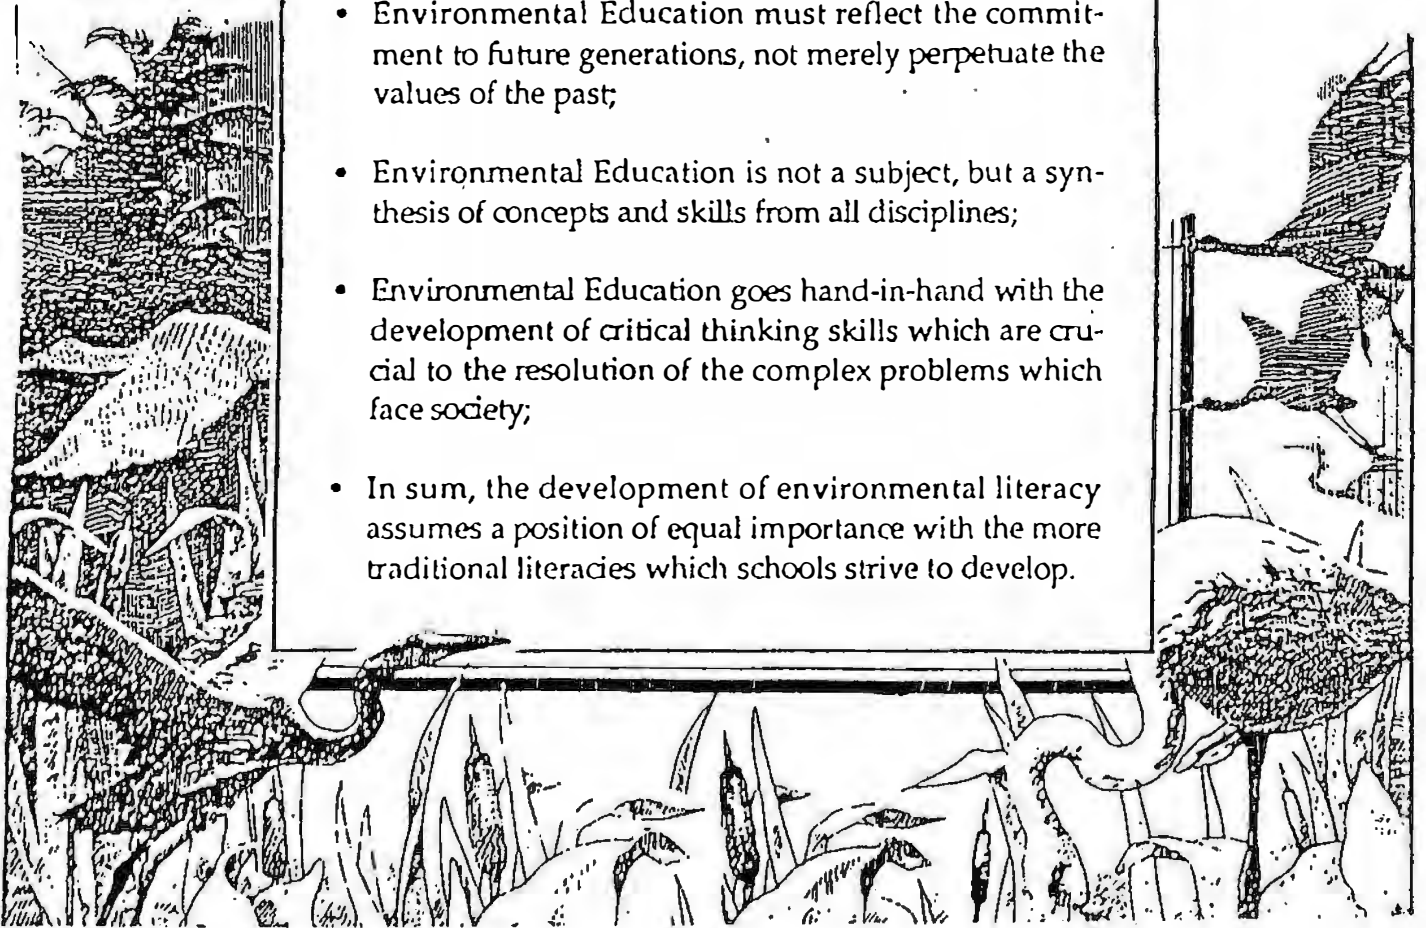 • Environmental Education must reflect the commit-
ment to future generations, not merely perpetuate the
values of the past;
• Environmental Education is not a subject, but a syn-
thesis of concepts and skills from all disciplines;
• Environmental Education goes hand-in-hand with the
development of critical thinking skills which are cru-
cial to the resolution of the complex problems which
face society;
• In sum, the development of environmental literacy
assumes a position of equal importance with the more
traditional literacies which schools strive to develop.